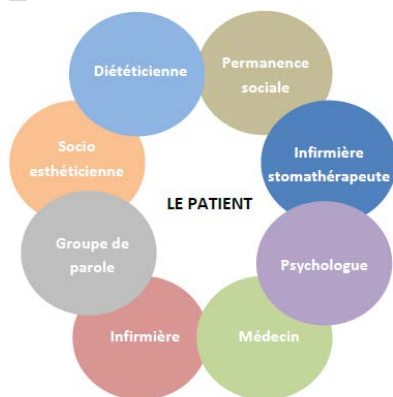 Diététicienne
Permanence
sociale
Socio
esthéticienne
Infirmière
stomathérapeute
LE PATIENT
Groupe de
parole
Psychologue
Infirmière
Médecin